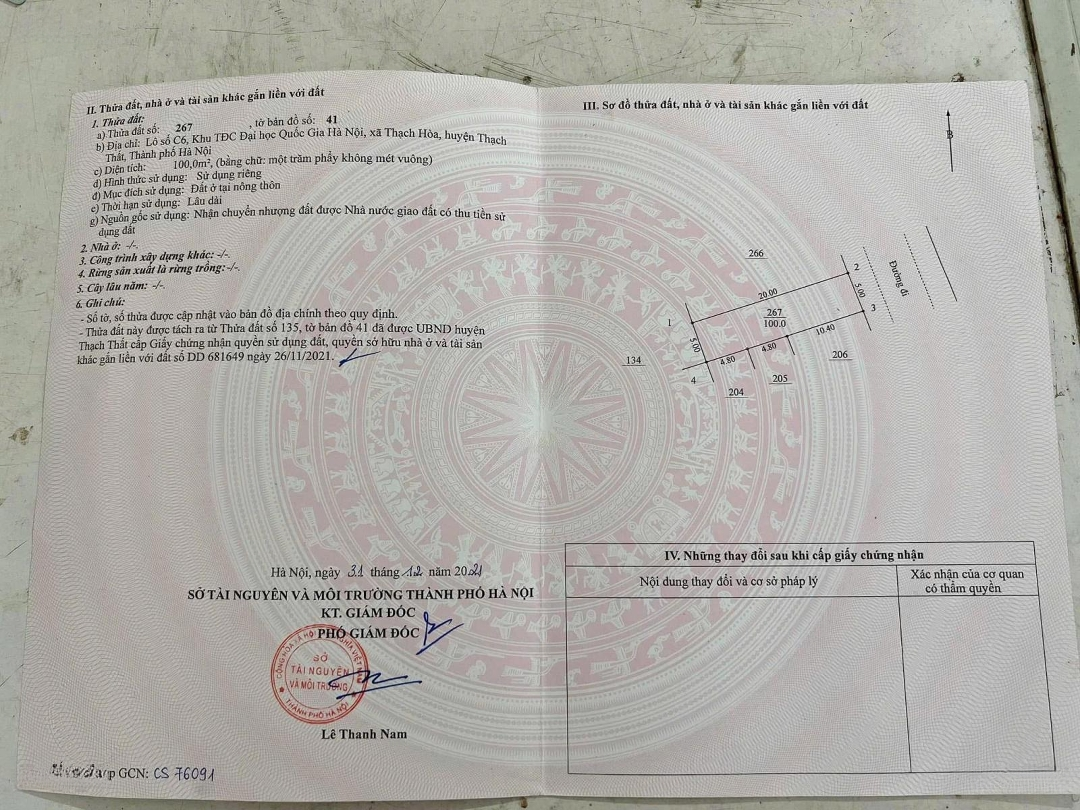 II. Thửa đất, nhà ở và tài sản khác gắn liền với đất
1. Thửa đất:
a) Thửa đất số: 267 , tờ bản đồ số: 41
b) Địa chỉ: Lô số C6, Khu TĐC Đại học Quốc Gia Hà Nội, xã Thạch Hòa, huyện Thạch
Thất, Thành phố Hà Nội
c) Diện tích: 100,0m², (bằng chữ: một trăm phẩy không mét vuông)
d) Hình thức sử dụng: Sử dụng riêng
đ) Mục đích sử dụng: Đất ở tại nông thôn
e) Thời hạn sử dụng: Lâu dài
g) Nguồn gốc sử dụng: Nhận chuyển nhượng đất được Nhà nước giao đất có thu tiền sử
dụng đất
2. Nhà ở: -/-.
3. Công trình xây dựng khác: -/-.
4. Rừng sản xuất là rừng trồng:-/-.
5. Cây lâu năm: -/-.
6. Ghi chú:
- Số tờ, số thửa được cập nhật vào bản đồ địa chính theo quy định.
- Thửa đất này được tách ra từ Thửa đất số 135, tờ bản đồ 41 đã được UBND huyện
Thạch Thất cấp Giấy chứng nhận quyền sử dụng đất, quyền sở hữu nhà ở và tài sản
khác gắn liền với đất số DD 681649 ngày 26/11/2021.
Hà Nội, ngày 31 tháng 12 năm 2021
SỞ TÀI NGUYÊN VÀ MÔI TRƯỜNG THÀNH PHỐ HÀ NỘI
KT. GIÁM ĐỐC
PHÓ GIÁM ĐỐC
SỞ
TÀI NGUYÊN
VÀ MÔI TRƯỜNG
THÀNH PHỐ HÀ NỘI
Lê Thanh Nam
GCN: CS 76091
III. Sơ đồ thửa đất, nhà ở và tài sản khác gắn liền với đất
B
266
2
Đường đi
20.00
5.00
1
267
100.0
3
10.40
5.00
4.80
4.80
134
206
4
205
204
IV. Những thay đổi sau khi cấp giấy chứng nhận
Nội dung thay đổi và cơ sở pháp lý
Xác nhận của cơ quan
có thẩm quyền